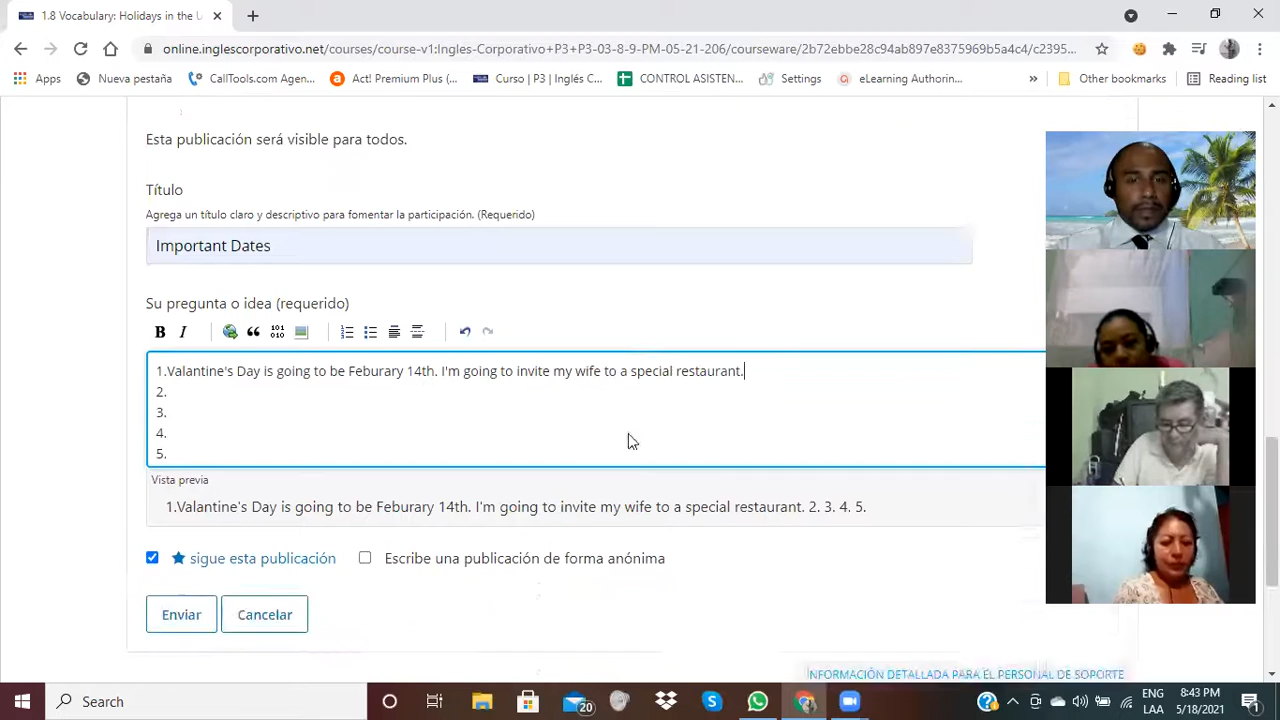 1.8 Vocabulary: Holidays in the U
online.inglescorporativo.net/courses/course-v1:Ingles-Corporativo+P3+P3-03-8-9-PM-05-21-206/courseware/2b72ebbe28c94ab897e8375969b5a4c4/c2395...
Apps Nueva pestaña CallTools.com Agen... Act! Premium Plus (... Curso | P3 | Inglés C... CONTROL ASISTEN... Settings eLearning Authorin... » Other bookmarks Reading list
Esta publicación será visible para todos.
Título
Agrega un título claro y descriptivo para fomentar la participación. (Requerido)
Important Dates
Su pregunta o idea (requerido)
B I
1.Valantine's Day is going to be Feburary 14th. I'm going to invite my wife to a special restaurant.
2.
3.
4.
5.
Vista previa
1.Valantine's Day is going to be Feburary 14th. I'm going to invite my wife to a special restaurant. 2. 3. 4. 5.
sigue esta publicación Escribe una publicación de forma anónima
Enviar Cancelar
INFORMACIÓN DETALLADA PARA EL PERSONAL DE SOPORTE
Search 20 ENG 8:43 PM
LAA 5/18/2021 1